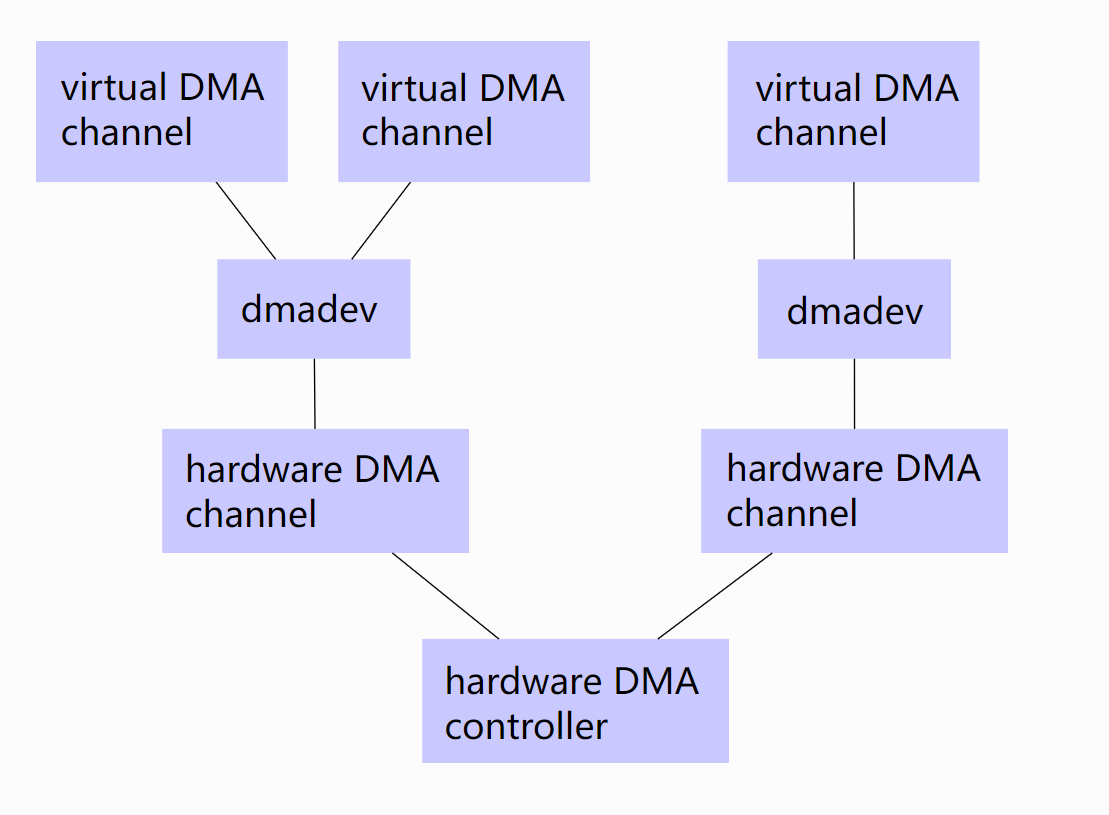 virtual DMA
channel
virtual DMA
channel
virtual DMA
channel
dmadev
dmadev
hardware DMA
channel
hardware DMA
channel
hardware DMA
controller